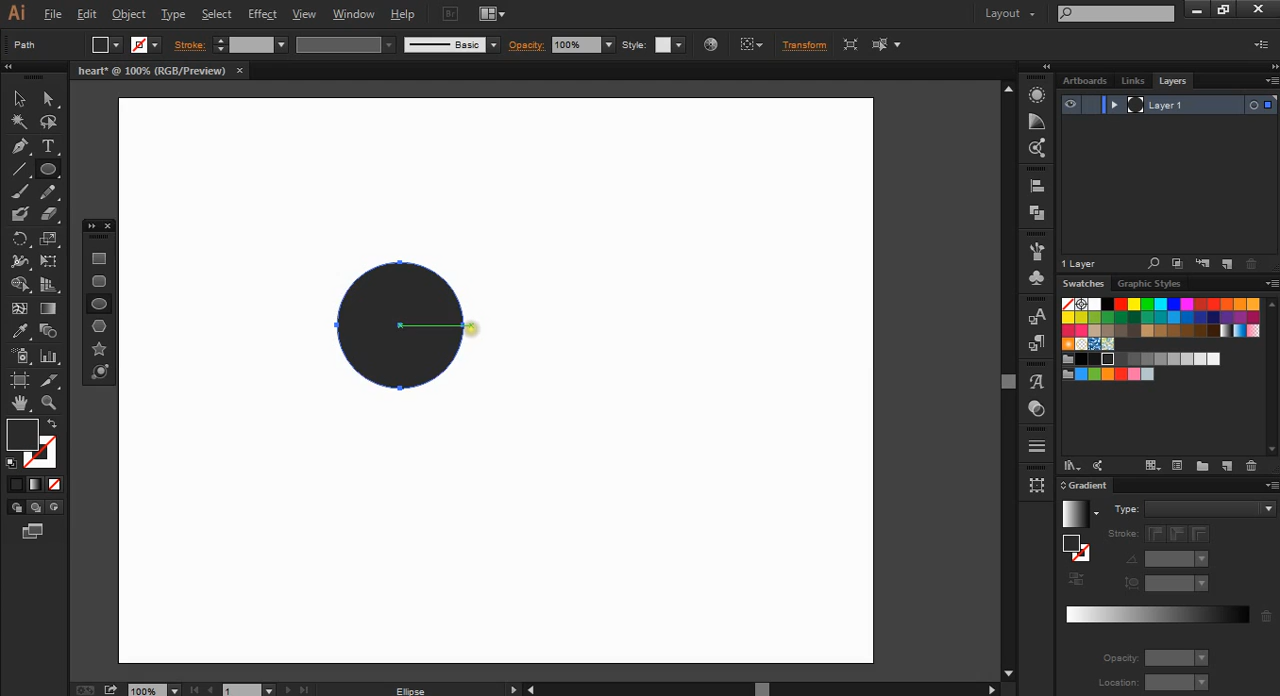 Ai File Edit Object Type Select Effect View Window Help Br Layout
Path Stroke: Basic Opacity: 100% Style: Transform
heart* @ 100% (RGB/Preview)
Artboards Links Layers
Layer 1
1 Layer
Swatches Graphic Styles
Gradient
Type:
Stroke:
Opacity:
Location:
100% 1 Ellipse